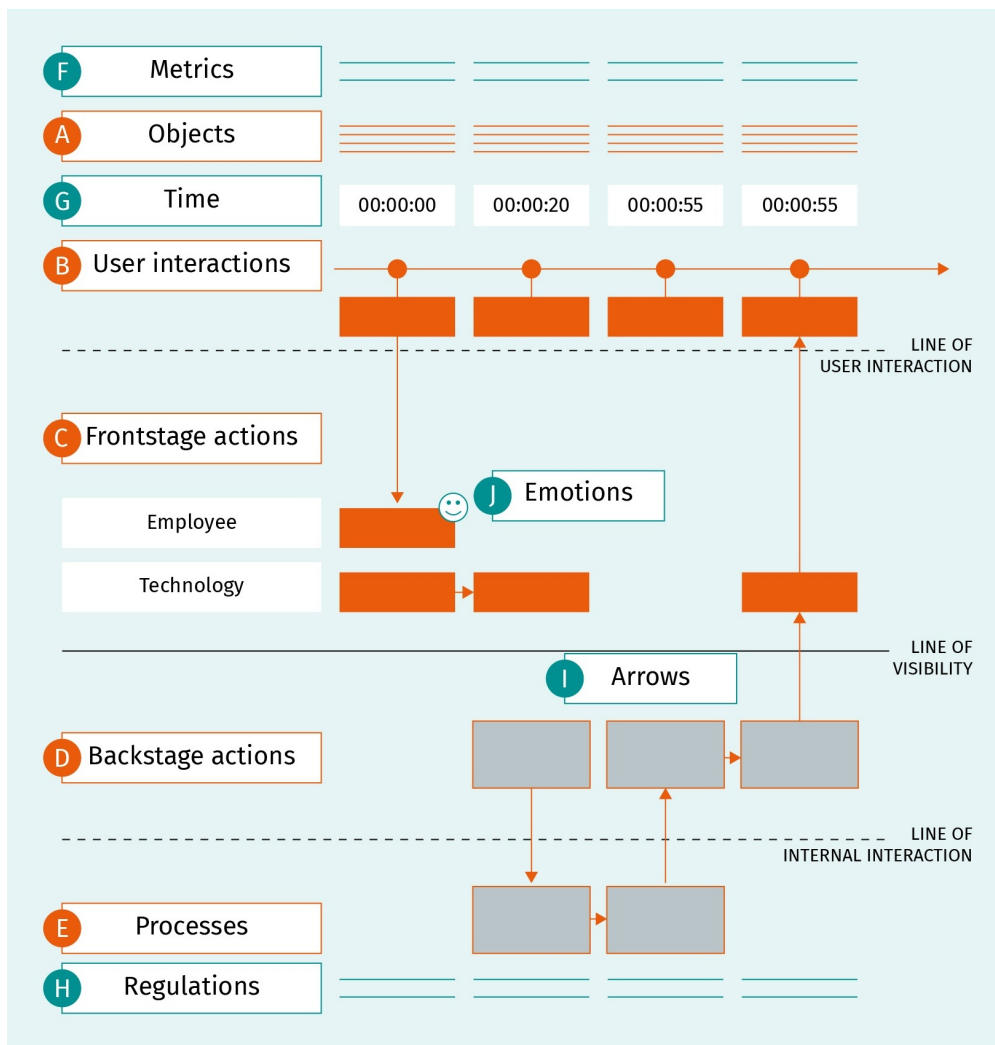 F Metrics
A Objects
G Time 00:00:00 00:00:20 00:00:55 00:00:55
B User interactions
LINE OF
USER INTERACTION
C Frontstage actions
J Emotions
Employee
Technology
LINE OF
VISIBILITY
I Arrows
D Backstage actions
LINE OF
INTERNAL INTERACTION
E Processes
H Regulations